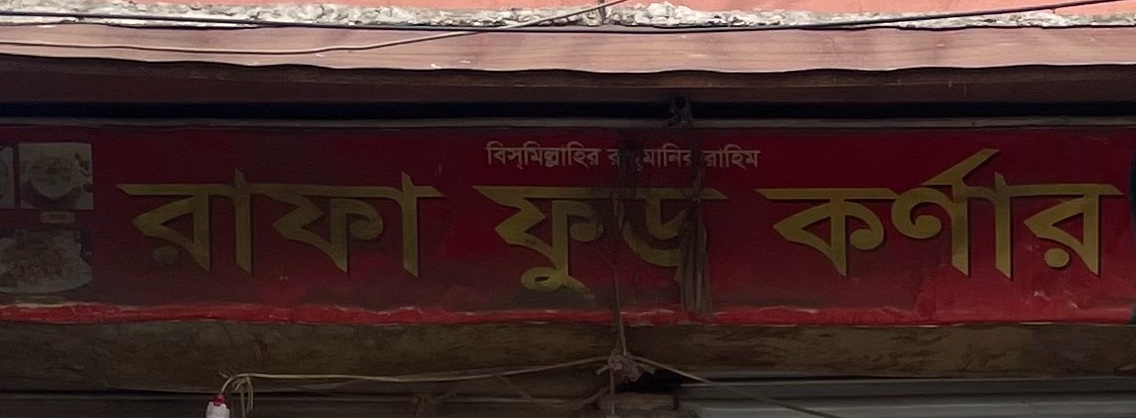 বিস্‌মিল্লাহির রাহ্‌মানির রাহিম
রাফা ফুড কর্ণার